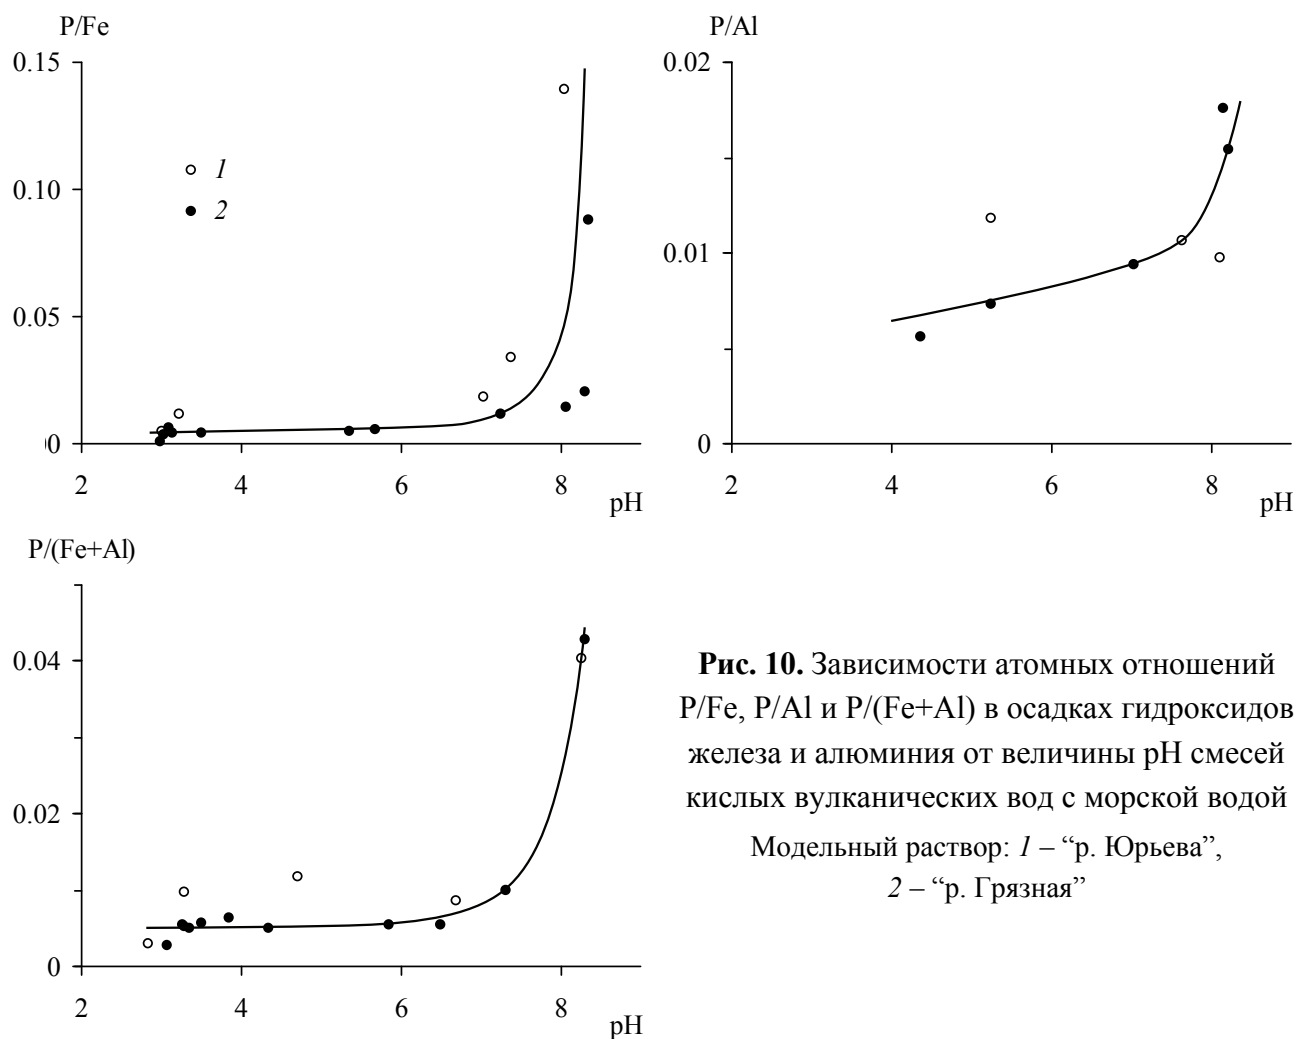 P/Fe
0.15
0.10
0.05
00
2 4 6 8
pH
1
2
P/Al
0.02
0.01
0
2 4 6 8
pH
P/(Fe+Al)
0.04
0.02
0
2 4 6 8
pH
Рис. 10. Зависимости атомных отношений
P/Fe, P/Al и P/(Fe+Al) в осадках гидроксидов
железа и алюминия от величины pH смесей
кислых вулканических вод с морской водой
Модельный раствор: 1 – “р. Юрьева”,
2 – “р. Грязная”